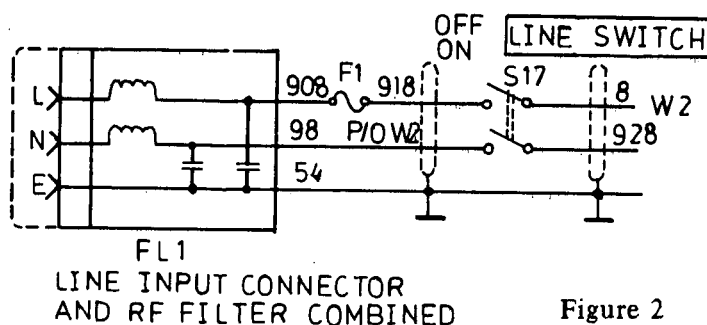 OFF
ON
LINE SWITCH
L
908
F1
918
S17
8
W2
N
98
P/O W2
928
E
54
FL1
LINE INPUT CONNECTOR
AND RF FILTER COMBINED
Figure 2